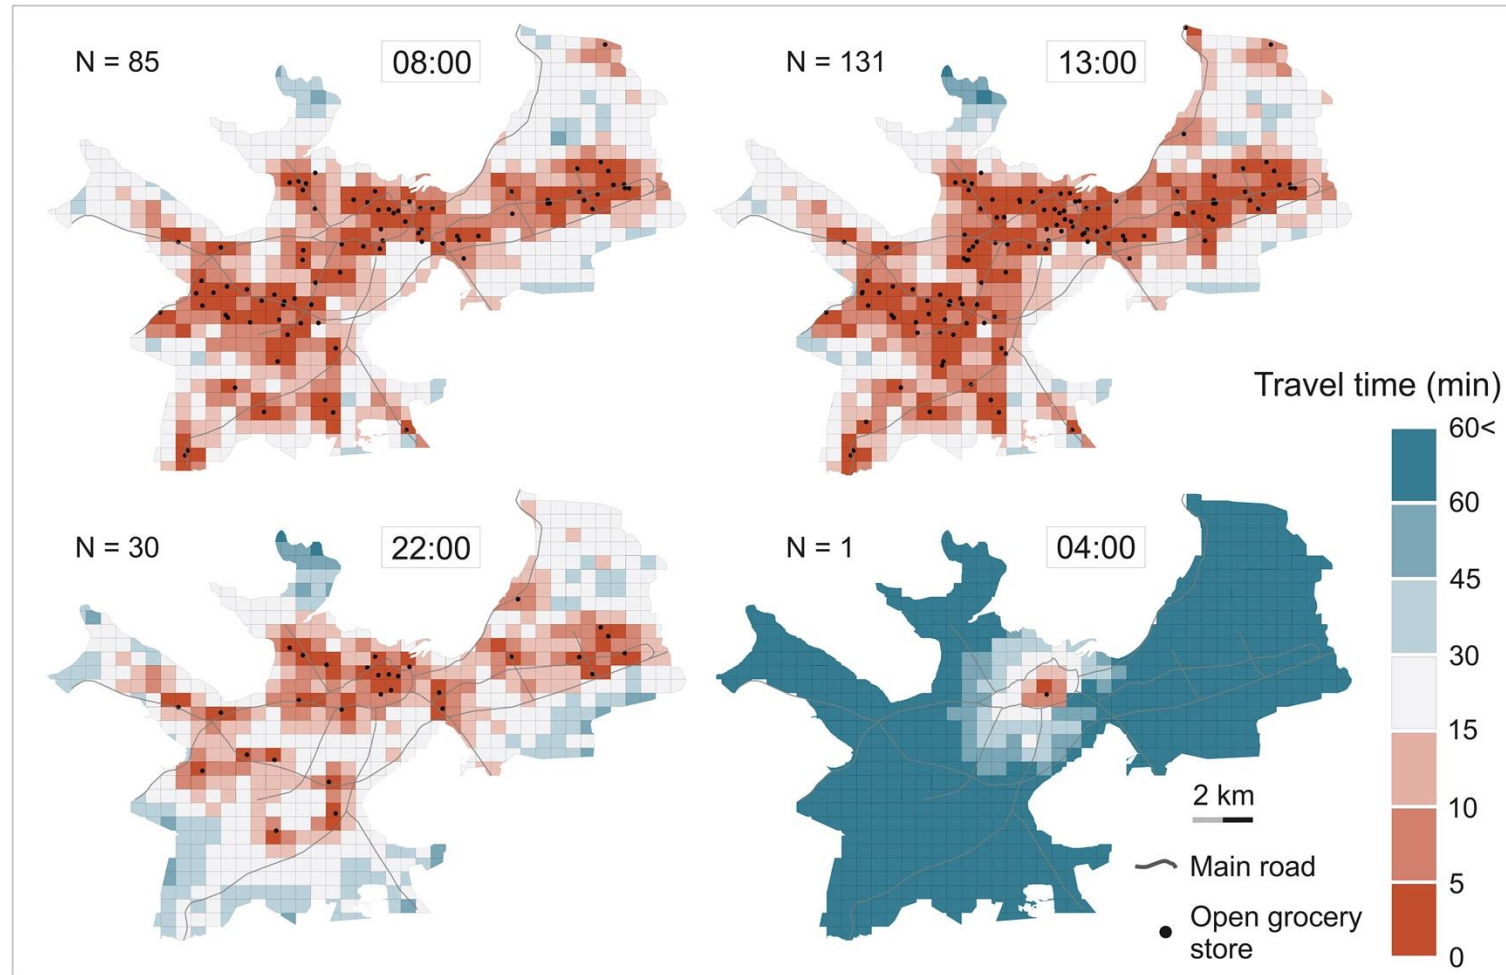 N = 85
08:00
N = 131
13:00
N = 30
22:00
N = 1
04:00
Travel time (min)
60<
60
45
30
15
10
5
0
2 km
Main road
Open grocery
store